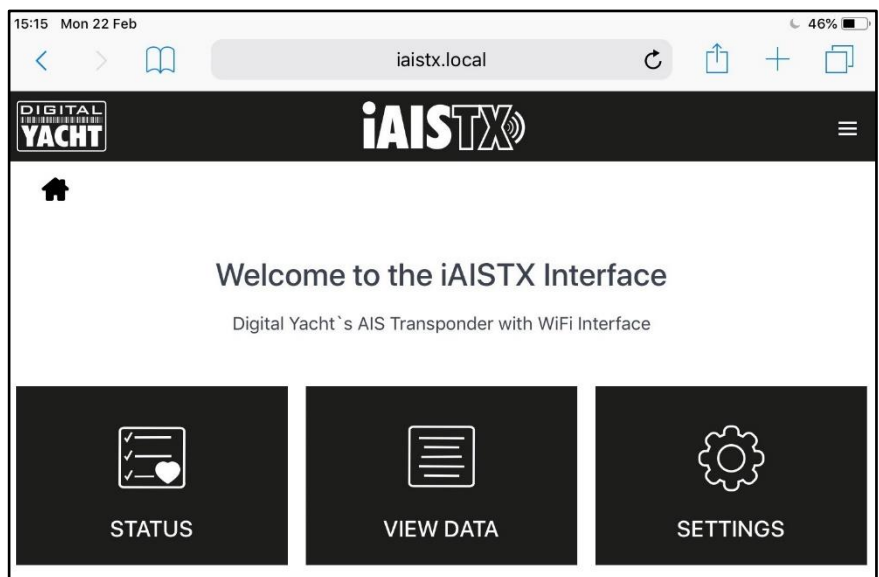 15:15 Mon 22 Feb
46%
iaistx.local
DIGITAL
YACHT
iAISTX
Welcome to the iAISTX Interface
Digital Yacht`s AIS Transponder with WiFi Interface
STATUS
VIEW DATA
SETTINGS